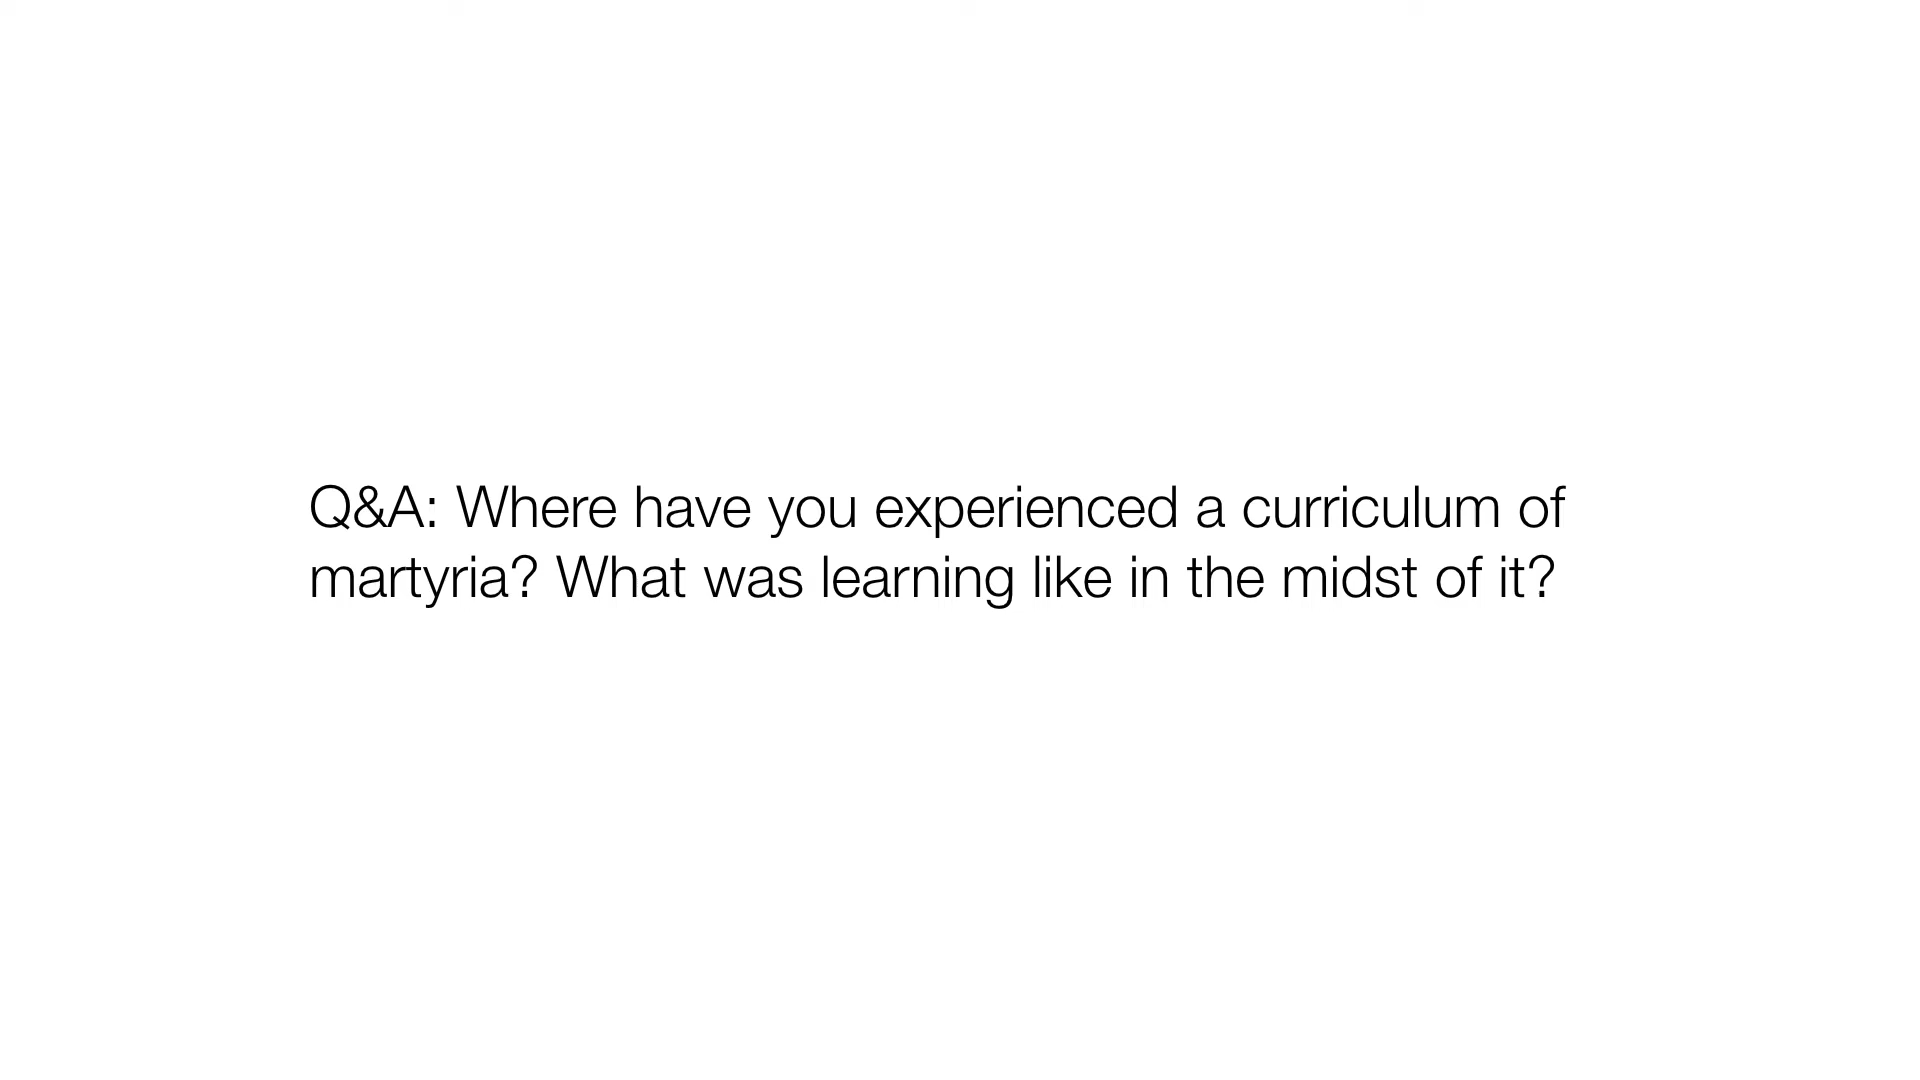 Q&A: Where have you experienced a curriculum of
martyria? What was learning like in the midst of it?